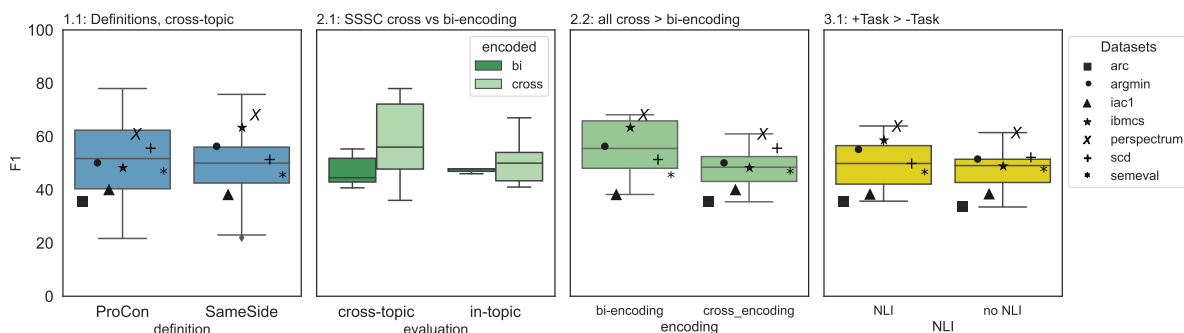 1.1: Definitions, cross-topic
2.1: SSSC cross vs bi-encoding
2.2: all cross > bi-encoding
3.1: +Task > -Task
F1
100
80
60
40
20
0
encoded
bi
cross
Datasets
arc
argmin
iac1
ibmcs
perspectrum
scd
semeval
ProCon
SameSide
definition
cross-topic
in-topic
evaluation
bi-encoding
cross_encoding
encoding
NLI
no NLI
NLI